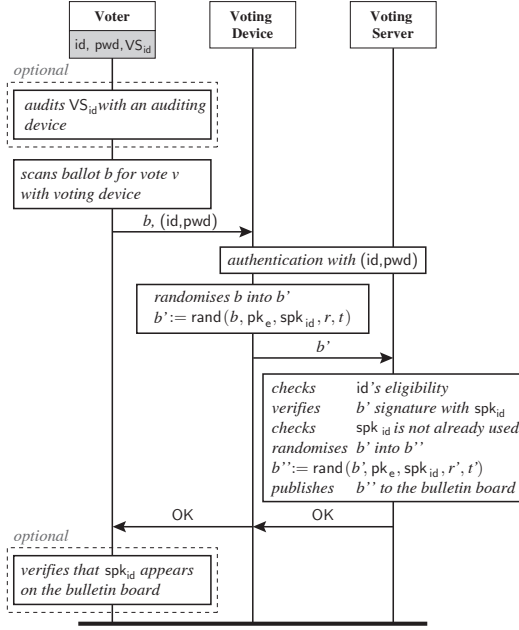 Voter
Voting
Device
Voting
Server
id, pwd, VS_id
optional
audits VS_id with an auditing
device
scans ballot b for vote v
with voting device
b, (id,pwd)
authentication with (id,pwd)
randomises b into b'
b' := rand(b, pk_e, spk_id, r, t)
b'
checks id's eligibility
verifies b' signature with spk_id
checks spk_id is not already used
randomises b' into b''
b'' := rand(b', pk_e, spk_id, r', t')
publishes b'' to the bulletin board
OK
OK
optional
verifies that spk_id appears
on the bulletin board